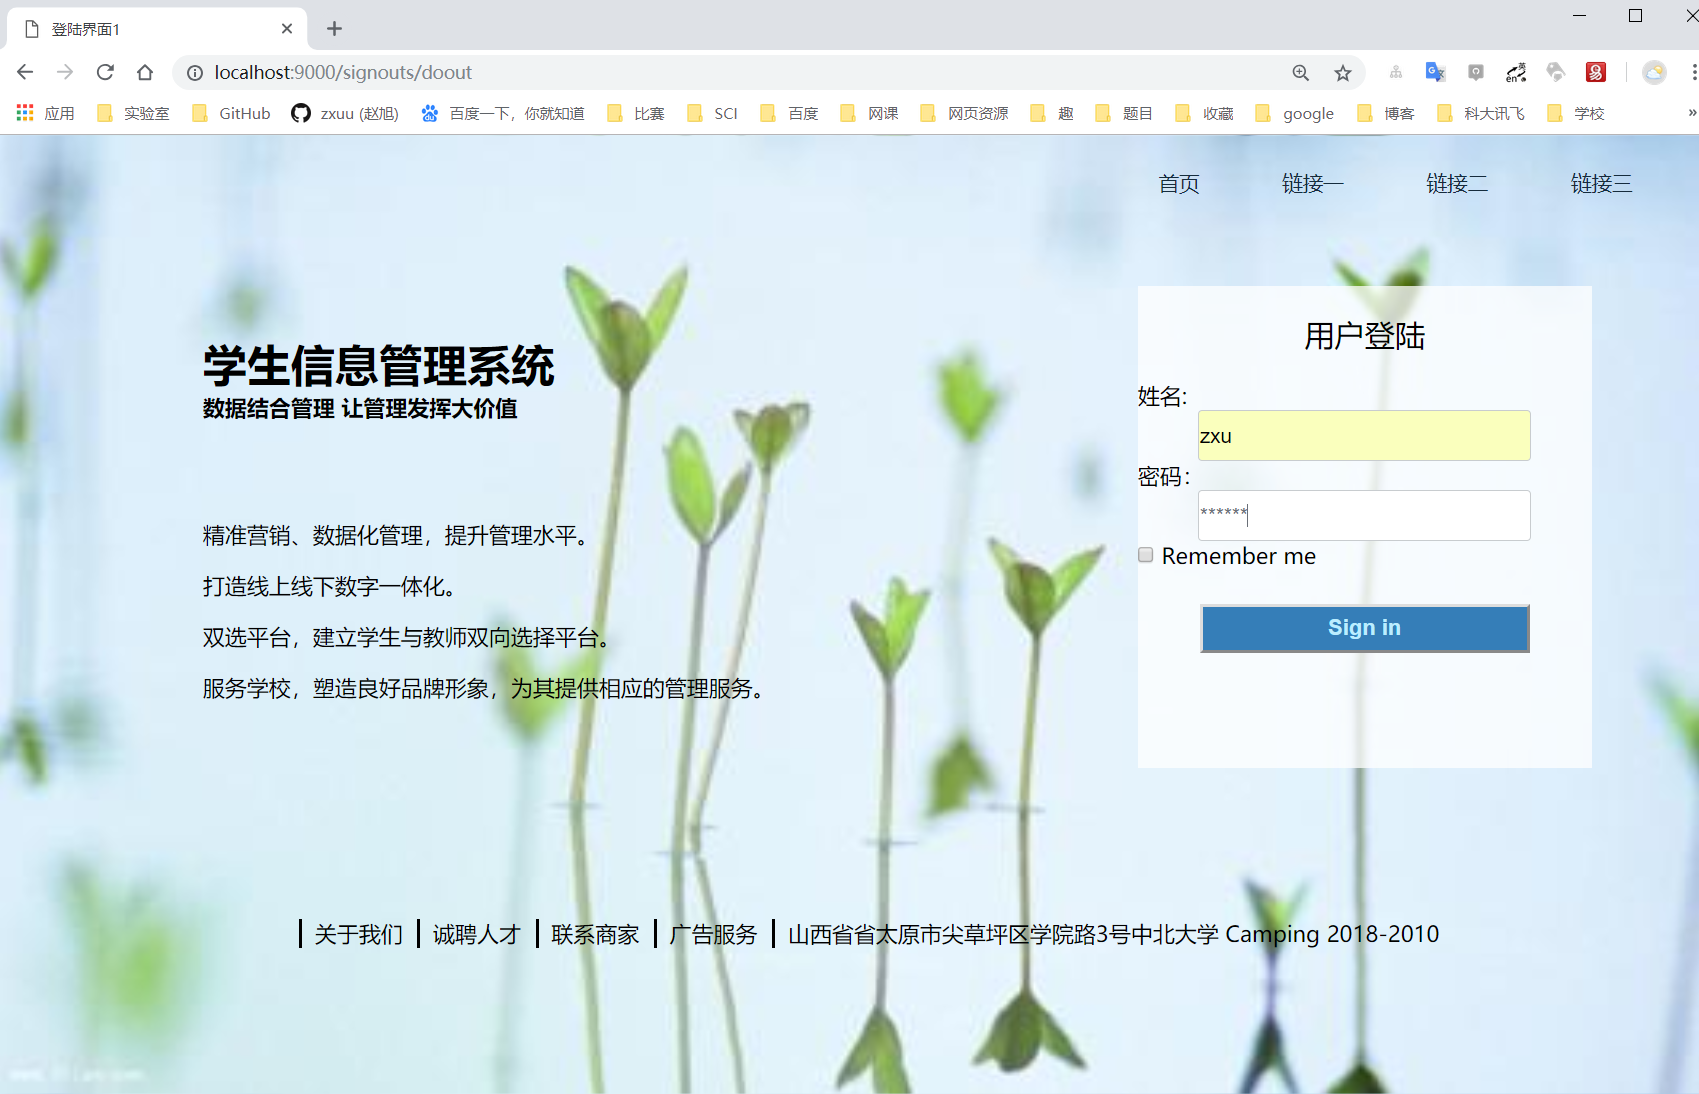 登陆界面1
localhost:9000/signouts/doout
应用 实验室 GitHub zxuu (赵旭) 百度一下，你就知道 比赛 SCI 百度 网课 网页资源 趣 题目 收藏 google 博客 科大讯飞 学校 »
首页 链接一 链接二 链接三
学生信息管理系统
数据结合管理 让管理发挥大价值
精准营销、数据化管理，提升管理水平。
打造线上线下数字一体化。
双选平台，建立学生与教师双向选择平台。
服务学校，塑造良好品牌形象，为其提供相应的管理服务。
用户登陆
姓名:
zxu
密码：
******
Remember me
Sign in
关于我们 诚聘人才 联系商家 广告服务 山西省省太原市尖草坪区学院路3号中北大学 Camping 2018-2010